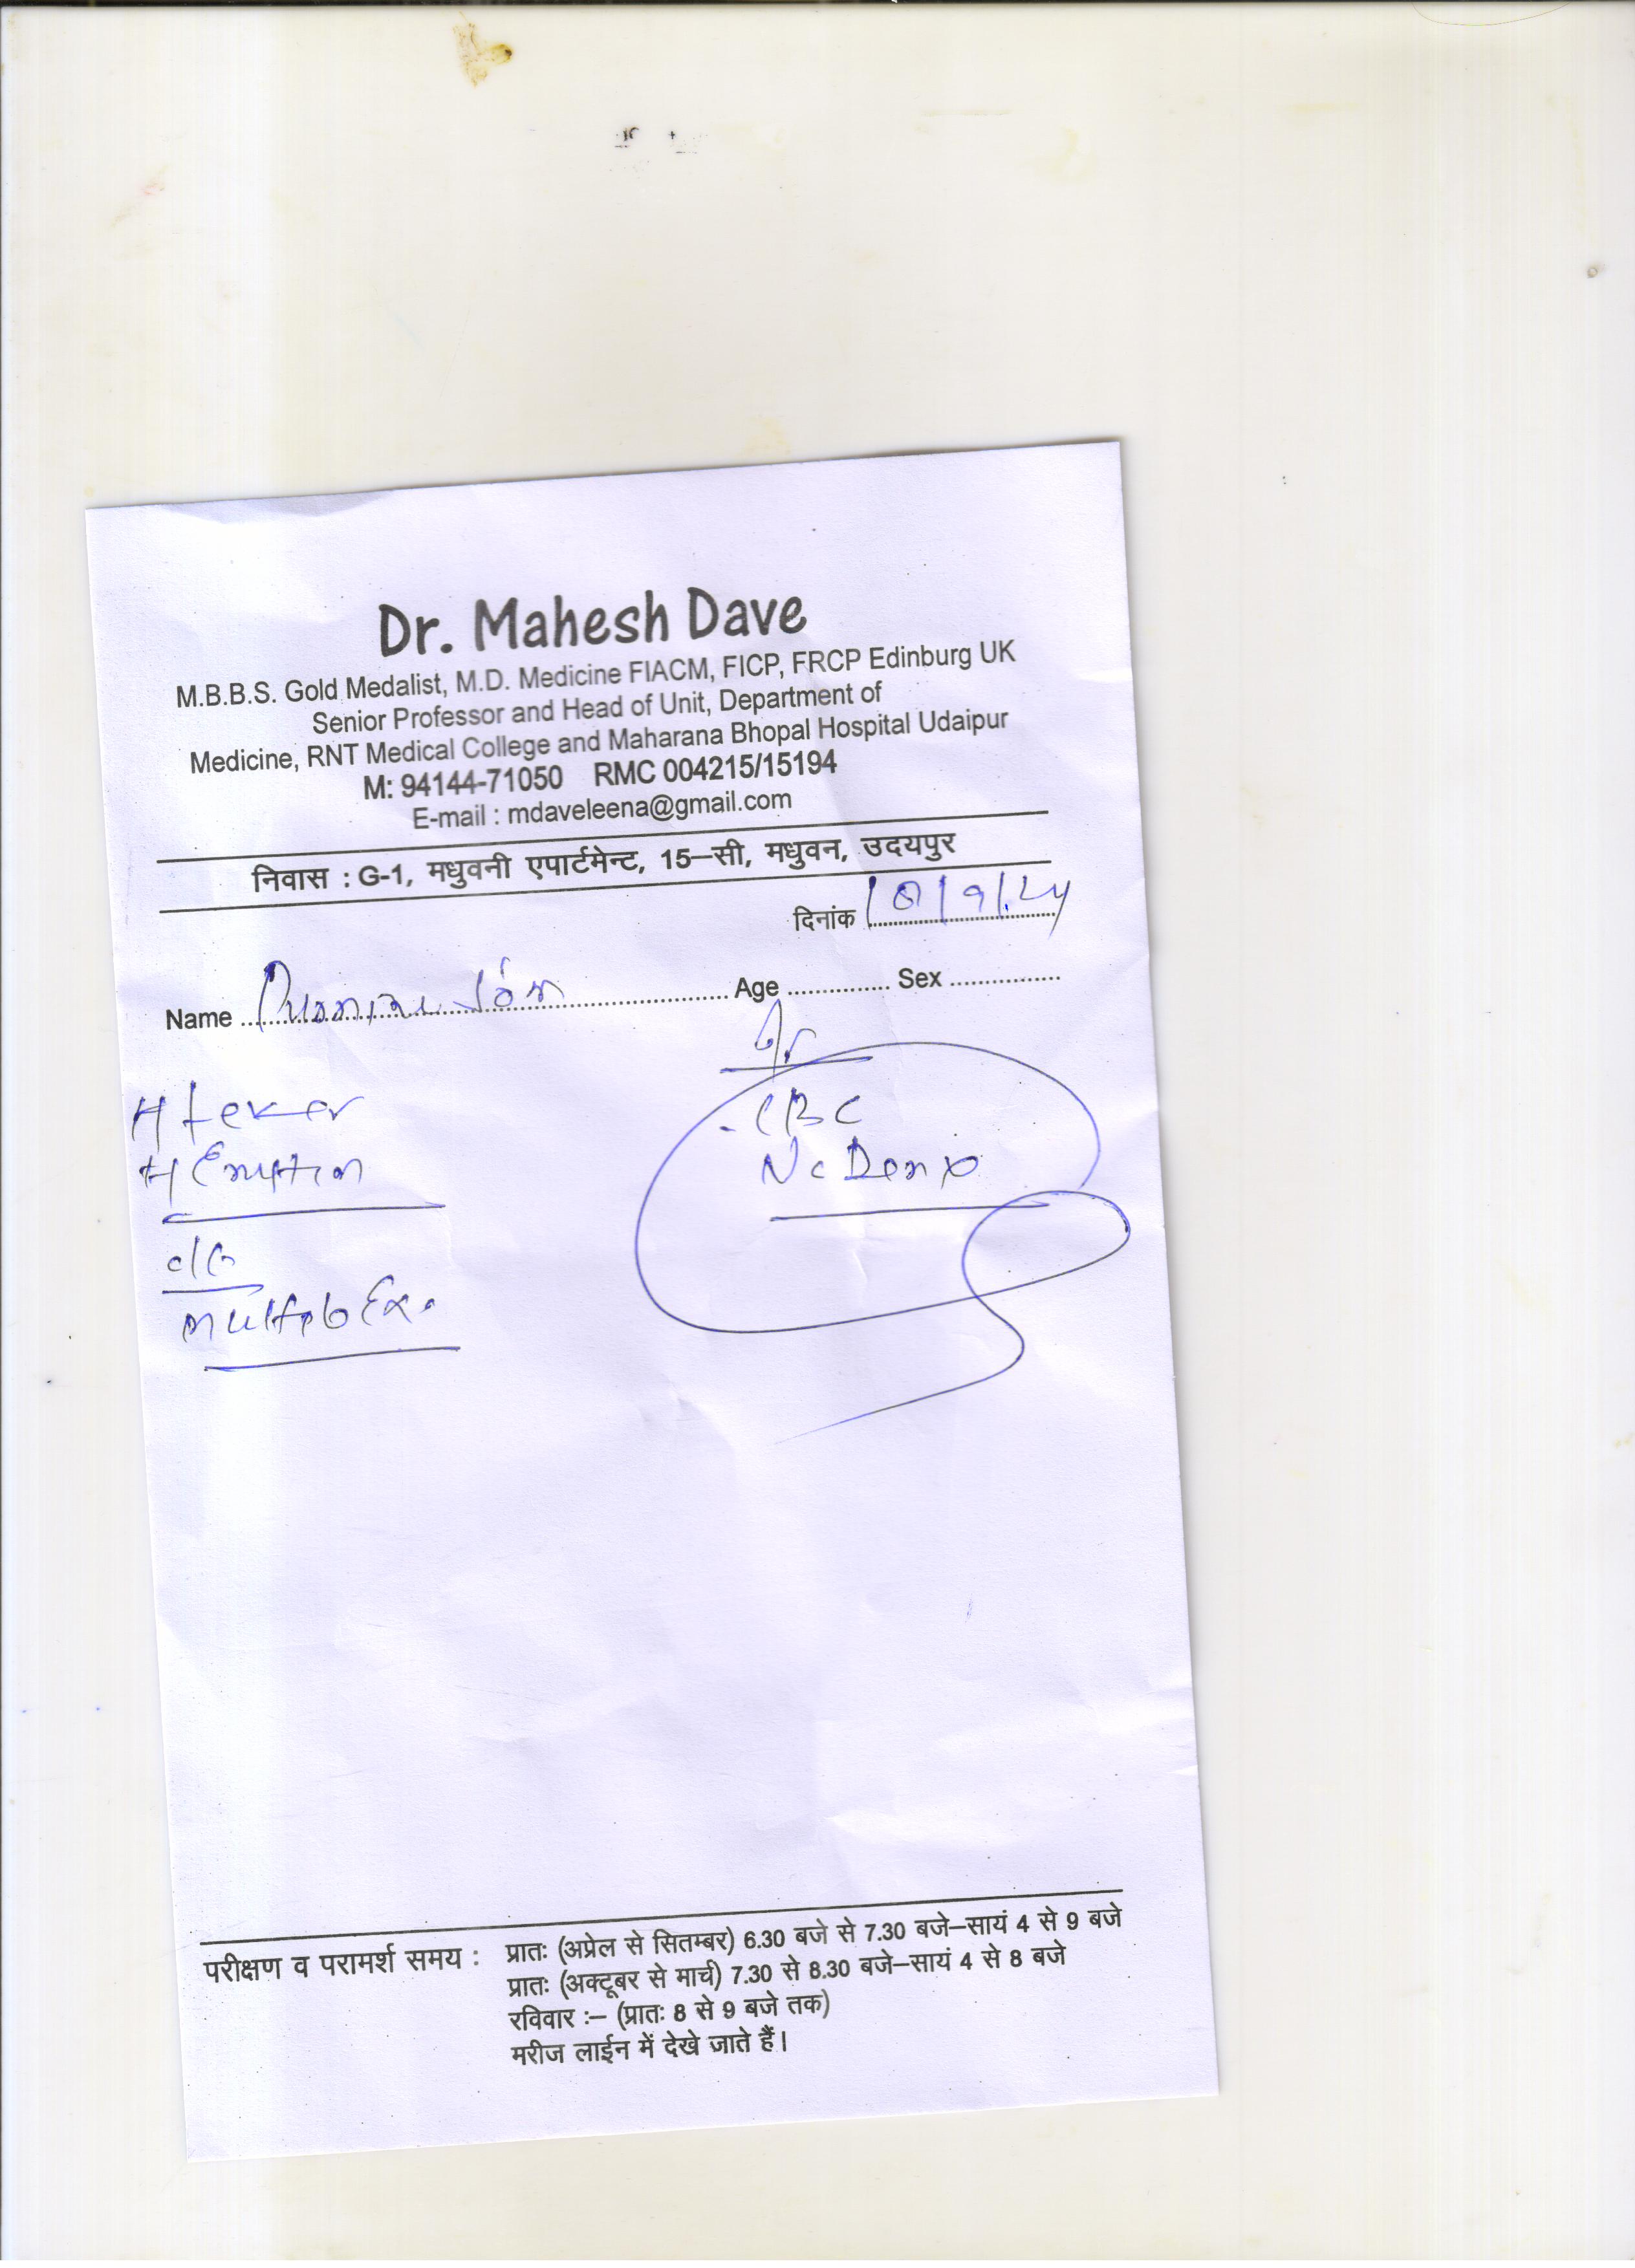 Dr. Mahesh Dave
M.B.B.S. Gold Medalist, M.D. Medicine FIACM, FICP, FRCP Edinburg UK
Senior Professor and Head of Unit, Department of
Medicine, RNT Medical College and Maharana Bhopal Hospital Udaipur
M: 94144-71050 RMC 004215/15194
E-mail : mdaveleena@gmail.com
निवास : G-1, मधुवनी एपार्टमेन्ट, 15–सी, मधुवन, उदयपुर
दिनांक
Name Age Sex
H fever
CBC
H Eruption
परीक्षण व परामर्श समय : प्रातः (अप्रेल से सितम्बर) 6.30 बजे से 7.30 बजे–सायं 4 से 9 बजे
प्रातः (अक्टूबर से मार्च) 7.30 से 8.30 बजे–सायं 4 से 8 बजे
रविवार :– (प्रातः 8 से 9 बजे तक)
मरीज लाईन में देखे जाते हैं।